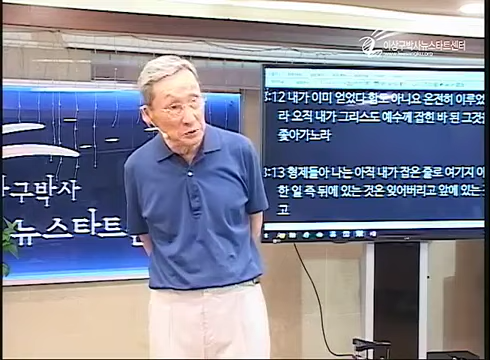 이상구박사뉴스타트센터
3:12 내가 이미 얻었다 함도 아니요 온전히 이루었
라 오직 내가 그리스도 예수께 잡힌 바 된 그것
좇아가노라
3:13 형제들아 나는 아직 내가 잡은 줄로 여기지 아
한 일 즉 뒤에 있는 것은 잊어버리고 앞에 있는
고
구박사
뉴스타트